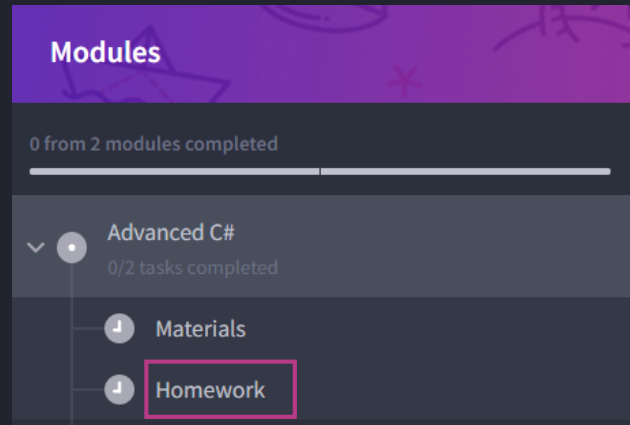 Modules
0 from 2 modules completed
Advanced C#
0/2 tasks completed
Materials
Homework